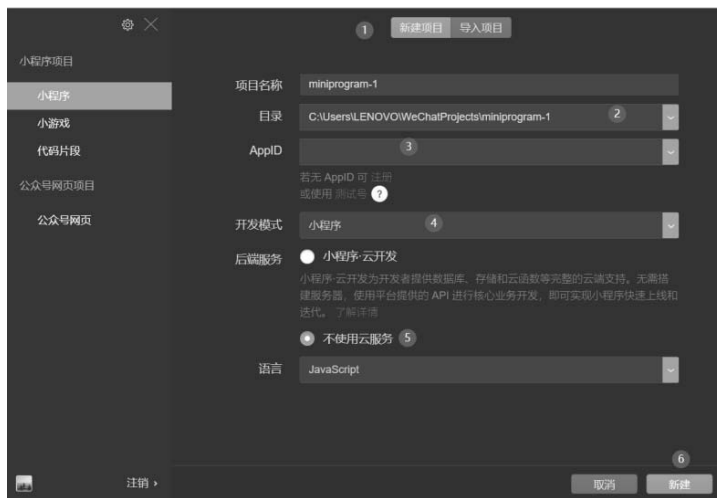 ① 新建项目 导入项目
小程序项目
小程序
小游戏
代码片段
公众号网页项目
公众号网页
项目名称 miniprogram-1
目录 C:\Users\LENOVO\WeChatProjects\miniprogram-1 ②
AppID ③
若无 AppID 可 注册
或使用 测试号 ?
开发模式 小程序 ④
后端服务 小程序·云开发
小程序·云开发为开发者提供数据库、存储和云函数等完整的云端支持。无需搭
建服务器，使用平台提供的 API 进行核心业务开发，即可实现小程序快速上线和
迭代。 了解详情
不使用云服务 ⑤
语言 JavaScript
注销 ›
⑥
取消 新建